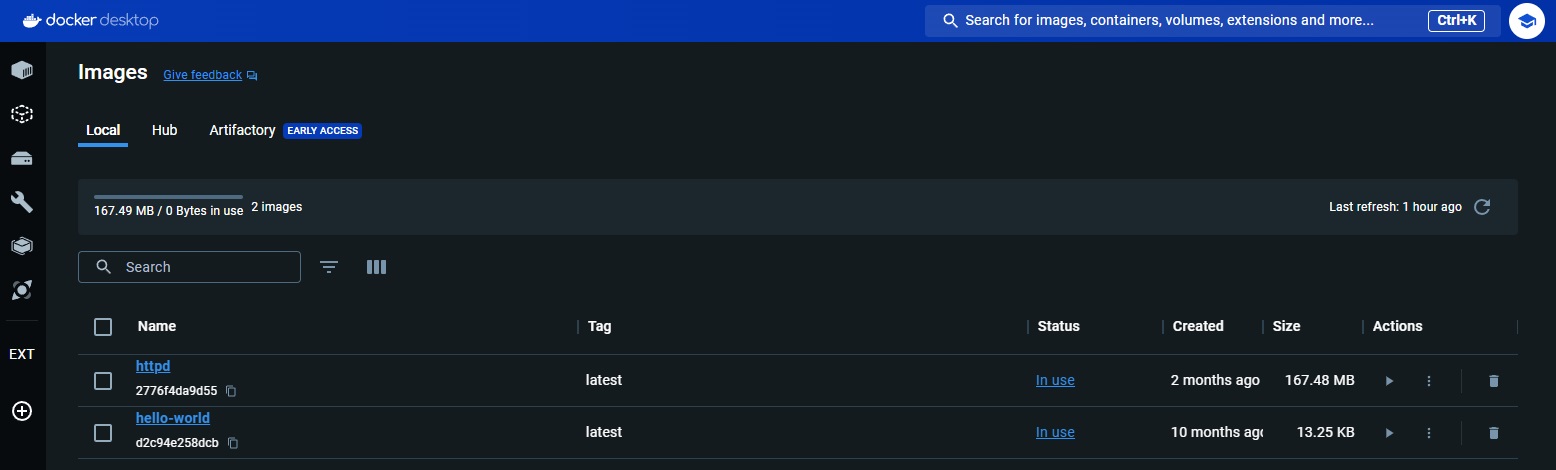 docker desktop
Search for images, containers, volumes, extensions and more... Ctrl+K
Images Give feedback
Local Hub Artifactory EARLY ACCESS
167.49 MB / 0 Bytes in use 2 images Last refresh: 1 hour ago
Search
Name Tag Status Created Size Actions
httpd
2776f4da9d55 latest In use 2 months ago 167.48 MB
hello-world
d2c94e258dcb latest In use 10 months ago 13.25 KB
EXT